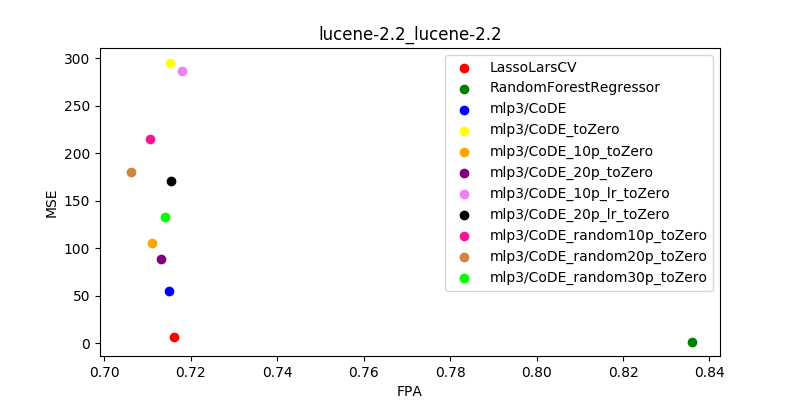 lucene-2.2_lucene-2.2
300
250
200
150
100
50
0
MSE
0.70 0.72 0.74 0.76 0.78 0.80 0.82 0.84
FPA
LassoLarsCV
RandomForestRegressor
mlp3/CoDE
mlp3/CoDE_toZero
mlp3/CoDE_10p_toZero
mlp3/CoDE_20p_toZero
mlp3/CoDE_10p_lr_toZero
mlp3/CoDE_20p_lr_toZero
mlp3/CoDE_random10p_toZero
mlp3/CoDE_random20p_toZero
mlp3/CoDE_random30p_toZero